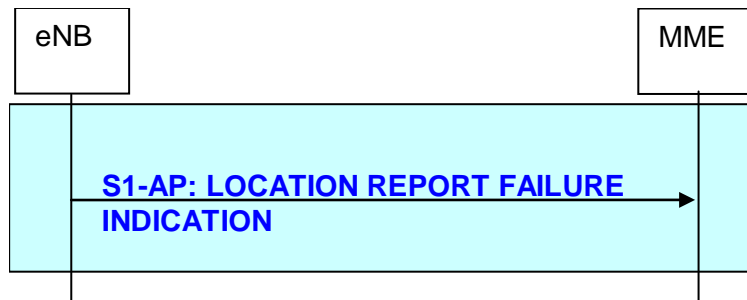 eNB
MME
S1-AP: LOCATION REPORT FAILURE
INDICATION